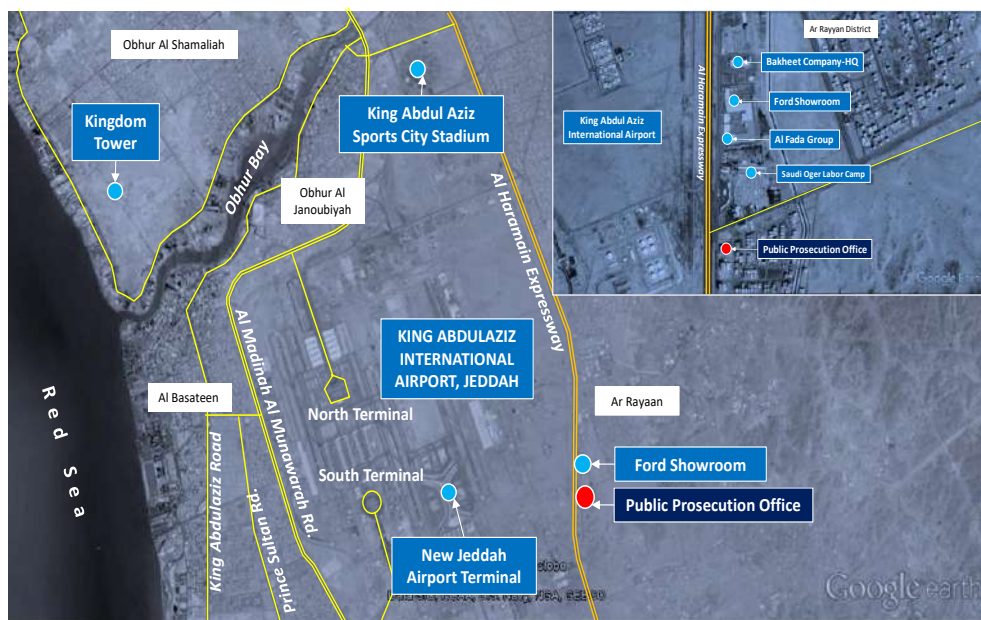 Obhur Al Shamaliah
Kingdom
Tower
Obhur Bay
King Abdul Aziz
Sports City Stadium
Obhur Al
Janoubiyah
Al Haramain Expressway
KING ABDULAZIZ
INTERNATIONAL
AIRPORT, JEDDAH
Al Madinah Al Munawarah Rd.
Al Basateen
North Terminal
South Terminal
King Abdulaziz Road
Prince Sultan Rd.
Red Sea
New Jeddah
Airport Terminal
Ar Rayaan
Ford Showroom
Public Prosecution Office
Google earth
Ar Rayyan District
Al Haramain Expressway
King Abdul Aziz
International Airport
Bakheet Company-HQ
Ford Showroom
Al Fada Group
Saudi Oger Labor Camp
Public Prosecution Office
Google Earth